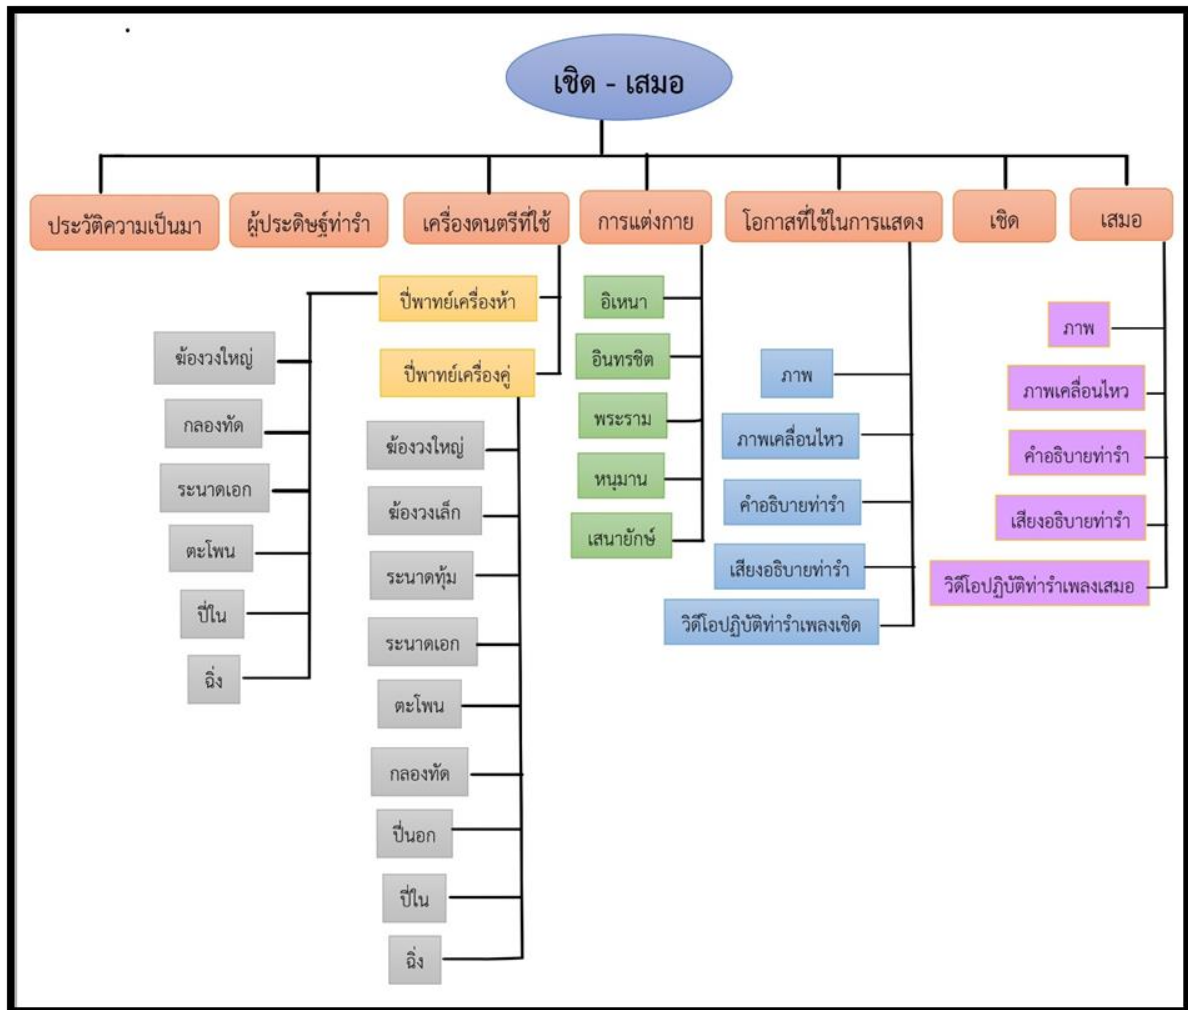 เชิด - เสมอ
ประวัติความเป็นมา
ผู้ประดิษฐ์ท่ารำ
เครื่องดนตรีที่ใช้
การแต่งกาย
โอกาสที่ใช้ในการแสดง
เชิด
เสมอ
ปี่พาทย์เครื่องห้า
ฆ้องวงใหญ่
กลองทัด
ระนาดเอก
ตะโพน
ปี่ใน
ฉิ่ง
ปี่พาทย์เครื่องคู่
ฆ้องวงใหญ่
ฆ้องวงเล็ก
ระนาดทุ้ม
ระนาดเอก
ตะโพน
กลองทัด
ปี่นอก
ปี่ใน
ฉิ่ง
อิเหนา
อินทรชิต
พระราม
หนุมาน
เสนายักษ์
ภาพ
ภาพเคลื่อนไหว
คำอธิบายท่ารำ
เสียงอธิบายท่ารำ
วิดีโอปฏิบัติท่ารำเพลงเชิด
ภาพ
ภาพเคลื่อนไหว
คำอธิบายท่ารำ
เสียงอธิบายท่ารำ
วิดีโอปฏิบัติท่ารำเพลงเสมอ